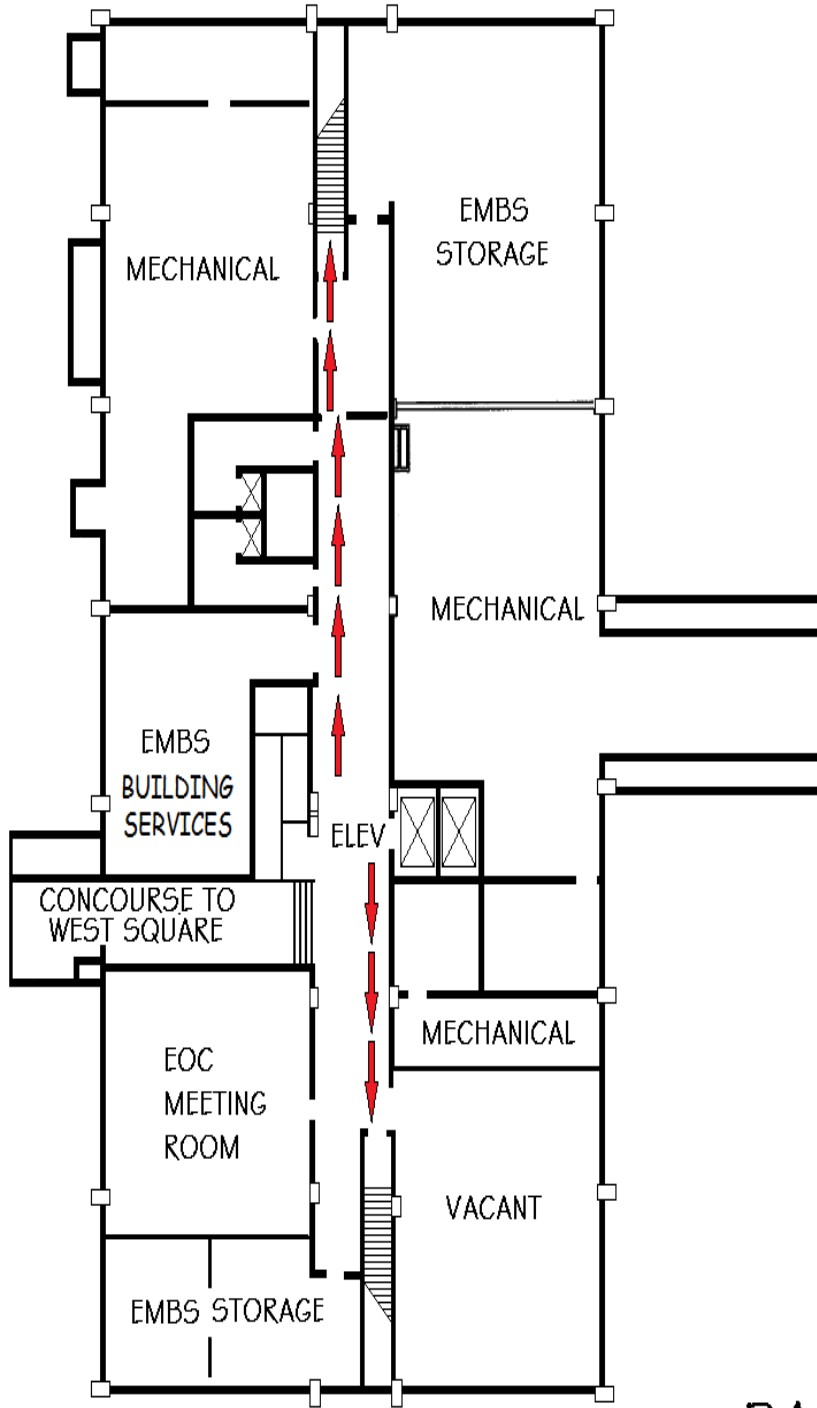 EMBS
STORAGE
MECHANICAL
MECHANICAL
EMBS
BUILDING
SERVICES
ELEV
CONCOURSE TO
WEST SQUARE
MECHANICAL
EOC
MEETING
ROOM
VACANT
EMBS STORAGE